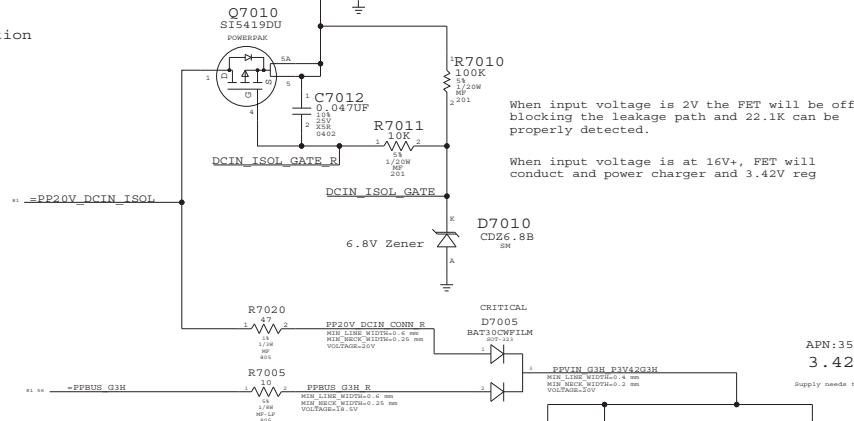 tion
Q7010
SI5419DU
POWERPAK
5A
1
D
S
5
G
4
1
C7012
0.047UF
10%
25V
X5R
0402
2
1
R7010
100K
5%
1/20W
MF
201
2
R7011
10K
1
2
5%
1/20W
MF
201
DCIN_ISOL_GATE_R
DCIN_ISOL_GATE
When input voltage is 2V the FET will be off
blocking the leakage path and 22.1K can be
properly detected.
When input voltage is at 16V+, FET will
conduct and power charger and 3.42V reg
81 =PP20V_DCIN_ISOL
K
D7010
CDZ6.8B
SM
6.8V Zener
A
R7020
47
1
2
1%
1/3W
MF
805
PP20V_DCIN_CONN_R
MIN_LINE_WIDTH=0.6 mm
MIN_NECK_WIDTH=0.25 mm
VOLTAGE=20V
CRITICAL
D7005
BAT30CWFILM
SOT-323
1
2
3
PPVIN_G3H_P3V42G3H
MIN_LINE_WIDTH=0.4 mm
MIN_NECK_WIDTH=0.2 mm
VOLTAGE=20V
=PPBUS_G3H
R7005
10
1
2
5%
1/8W
MF-LF
805
PPBUS_G3H_R
MIN_LINE_WIDTH=0.6 mm
MIN_NECK_WIDTH=0.25 mm
VOLTAGE=18.5V
APN:35
3.42
Supply needs t